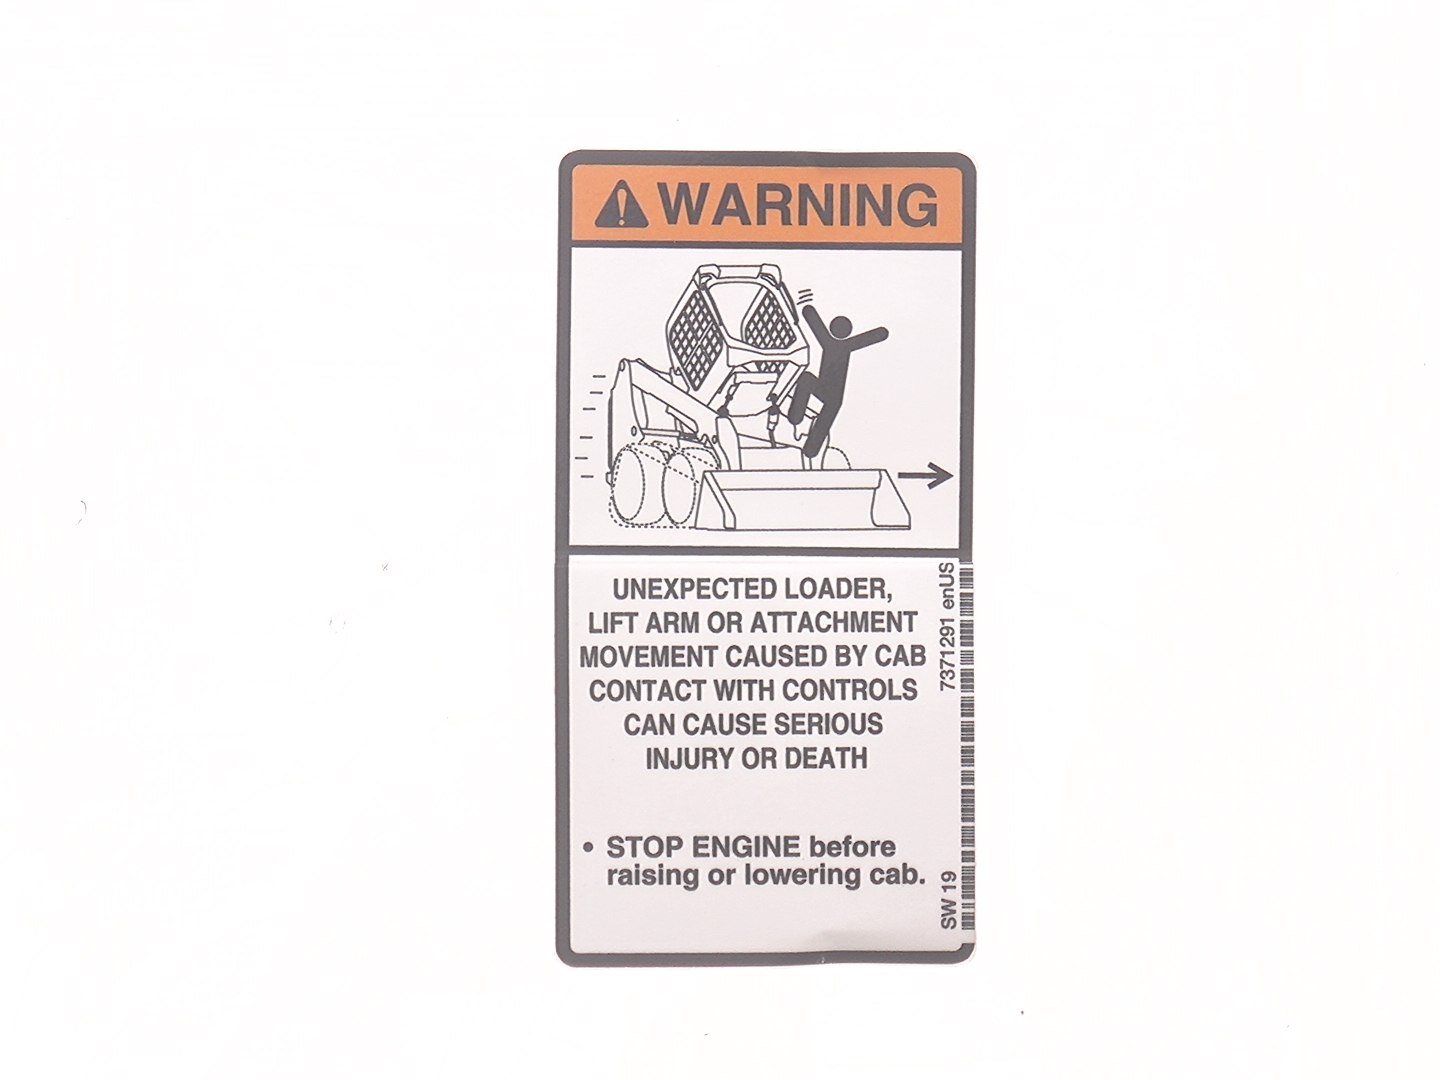 WARNING
UNEXPECTED LOADER,
LIFT ARM OR ATTACHMENT
MOVEMENT CAUSED BY CAB
CONTACT WITH CONTROLS
CAN CAUSE SERIOUS
INJURY OR DEATH
• STOP ENGINE before
raising or lowering cab.
7371291 enUS
SW 19